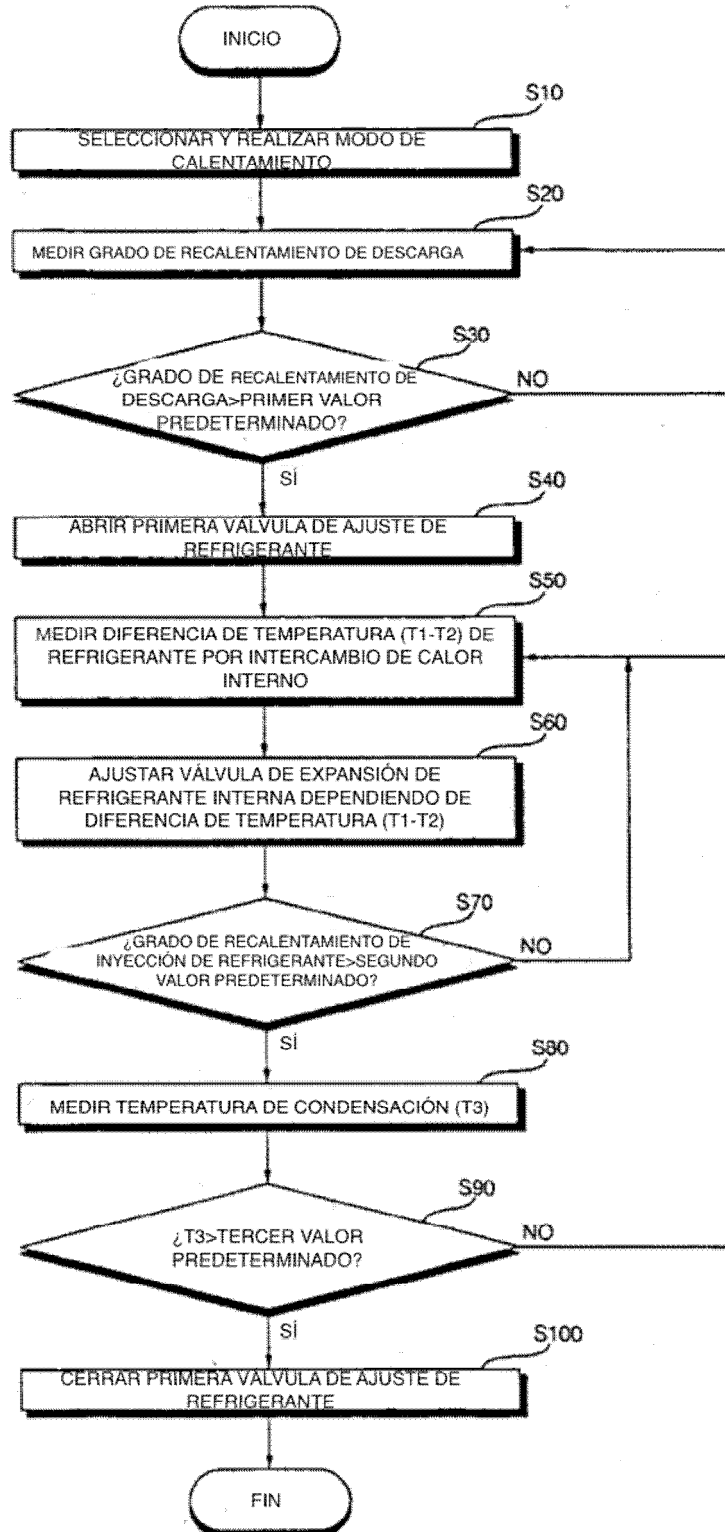 INICIO
S10
SELECCIONAR Y REALIZAR MODO DE
CALENTAMIENTO
S20
MEDIR GRADO DE RECALENTAMIENTO DE DESCARGA
S30
¿GRADO DE RECALENTAMIENTO DE
DESCARGA>PRIMER VALOR
PREDETERMINADO?
NO
SÍ
S40
ABRIR PRIMERA VÁLVULA DE AJUSTE DE
REFRIGERANTE
S50
MEDIR DIFERENCIA DE TEMPERATURA (T1-T2) DE
REFRIGERANTE POR INTERCAMBIO DE CALOR
INTERNO
S60
AJUSTAR VÁLVULA DE EXPANSIÓN DE
REFRIGERANTE INTERNA DEPENDIENDO DE
DIFERENCIA DE TEMPERATURA (T1-T2)
S70
¿GRADO DE RECALENTAMIENTO DE
INYECCIÓN DE REFRIGERANTE>SEGUNDO
VALOR PREDETERMINADO?
NO
SÍ
S80
MEDIR TEMPERATURA DE CONDENSACIÓN (T3)
S90
¿T3>TERCER VALOR
PREDETERMINADO?
NO
SÍ
S100
CERRAR PRIMERA VÁLVULA DE AJUSTE DE
REFRIGERANTE
FIN